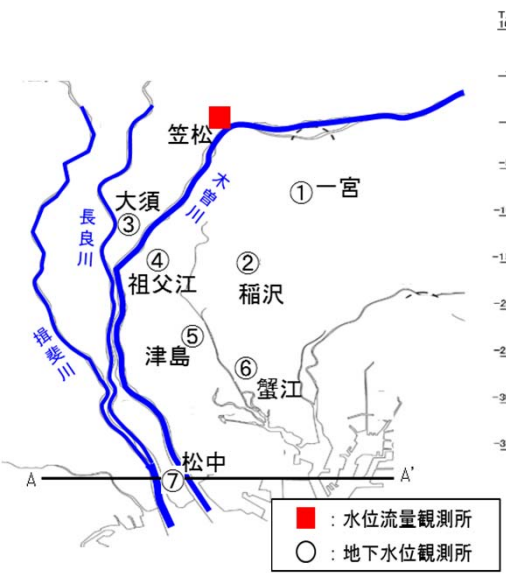 笠松
木曽川
①一宮
大須
③
長良川
④
祖父江
②
稲沢
揖斐川
⑤
津島
⑥
蟹江
松中
⑦
A
A'
：水位流量観測所
：地下水位観測所